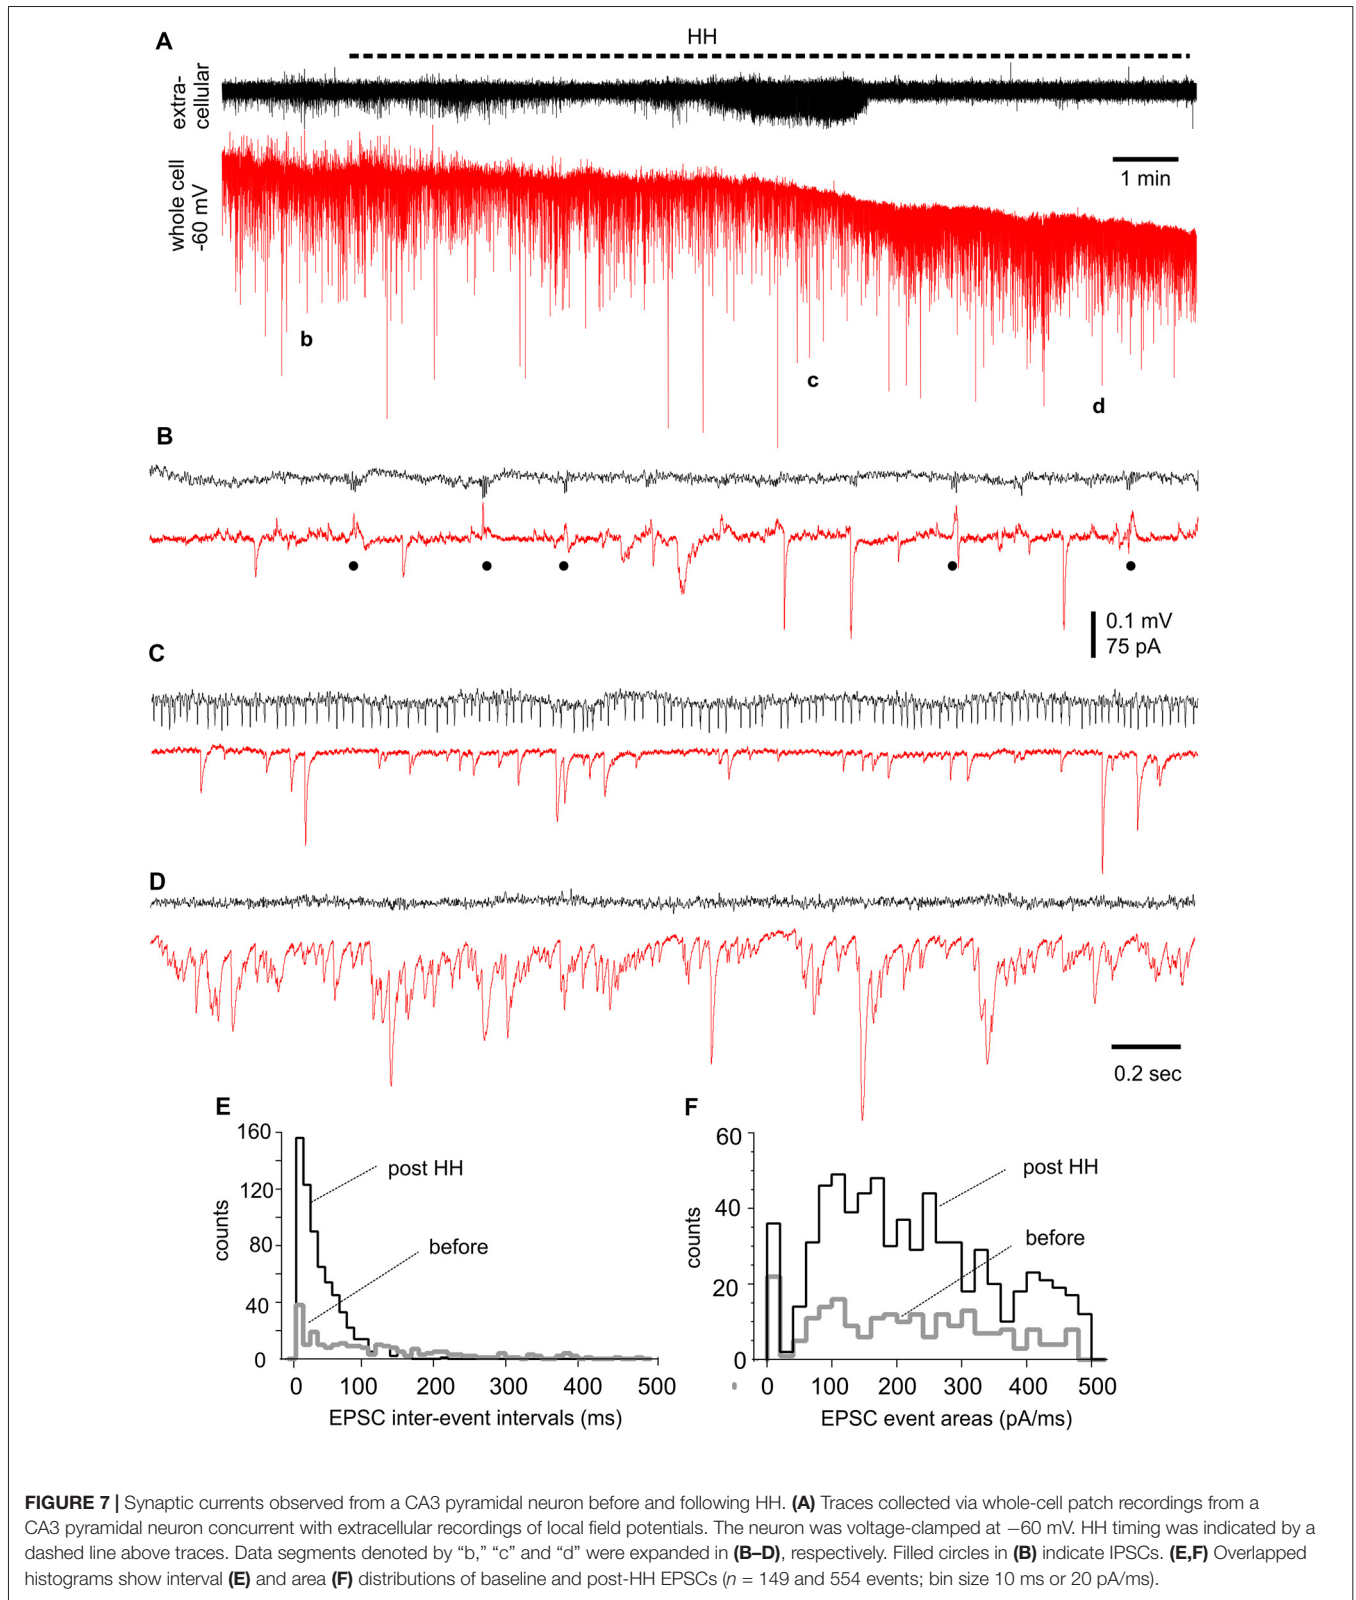 A
HH
extra-
cellular
whole cell
-60 mV
1 min
b
c
d
B
0.1 mV
75 pA
C
D
0.2 sec
E
160
120
80
40
0
counts
post HH
before
0 100 200 300 400 500
EPSC inter-event intervals (ms)
F
60
40
20
0
counts
post HH
before
0 100 200 300 400 500
EPSC event areas (pA/ms)
FIGURE 7 | Synaptic currents observed from a CA3 pyramidal neuron before and following HH. (A) Traces collected via whole-cell patch recordings from a
CA3 pyramidal neuron concurrent with extracellular recordings of local field potentials. The neuron was voltage-clamped at −60 mV. HH timing was indicated by a
dashed line above traces. Data segments denoted by “b,” “c” and “d” were expanded in (B–D), respectively. Filled circles in (B) indicate IPSCs. (E,F) Overlapped
histograms show interval (E) and area (F) distributions of baseline and post-HH EPSCs (n = 149 and 554 events; bin size 10 ms or 20 pA/ms).